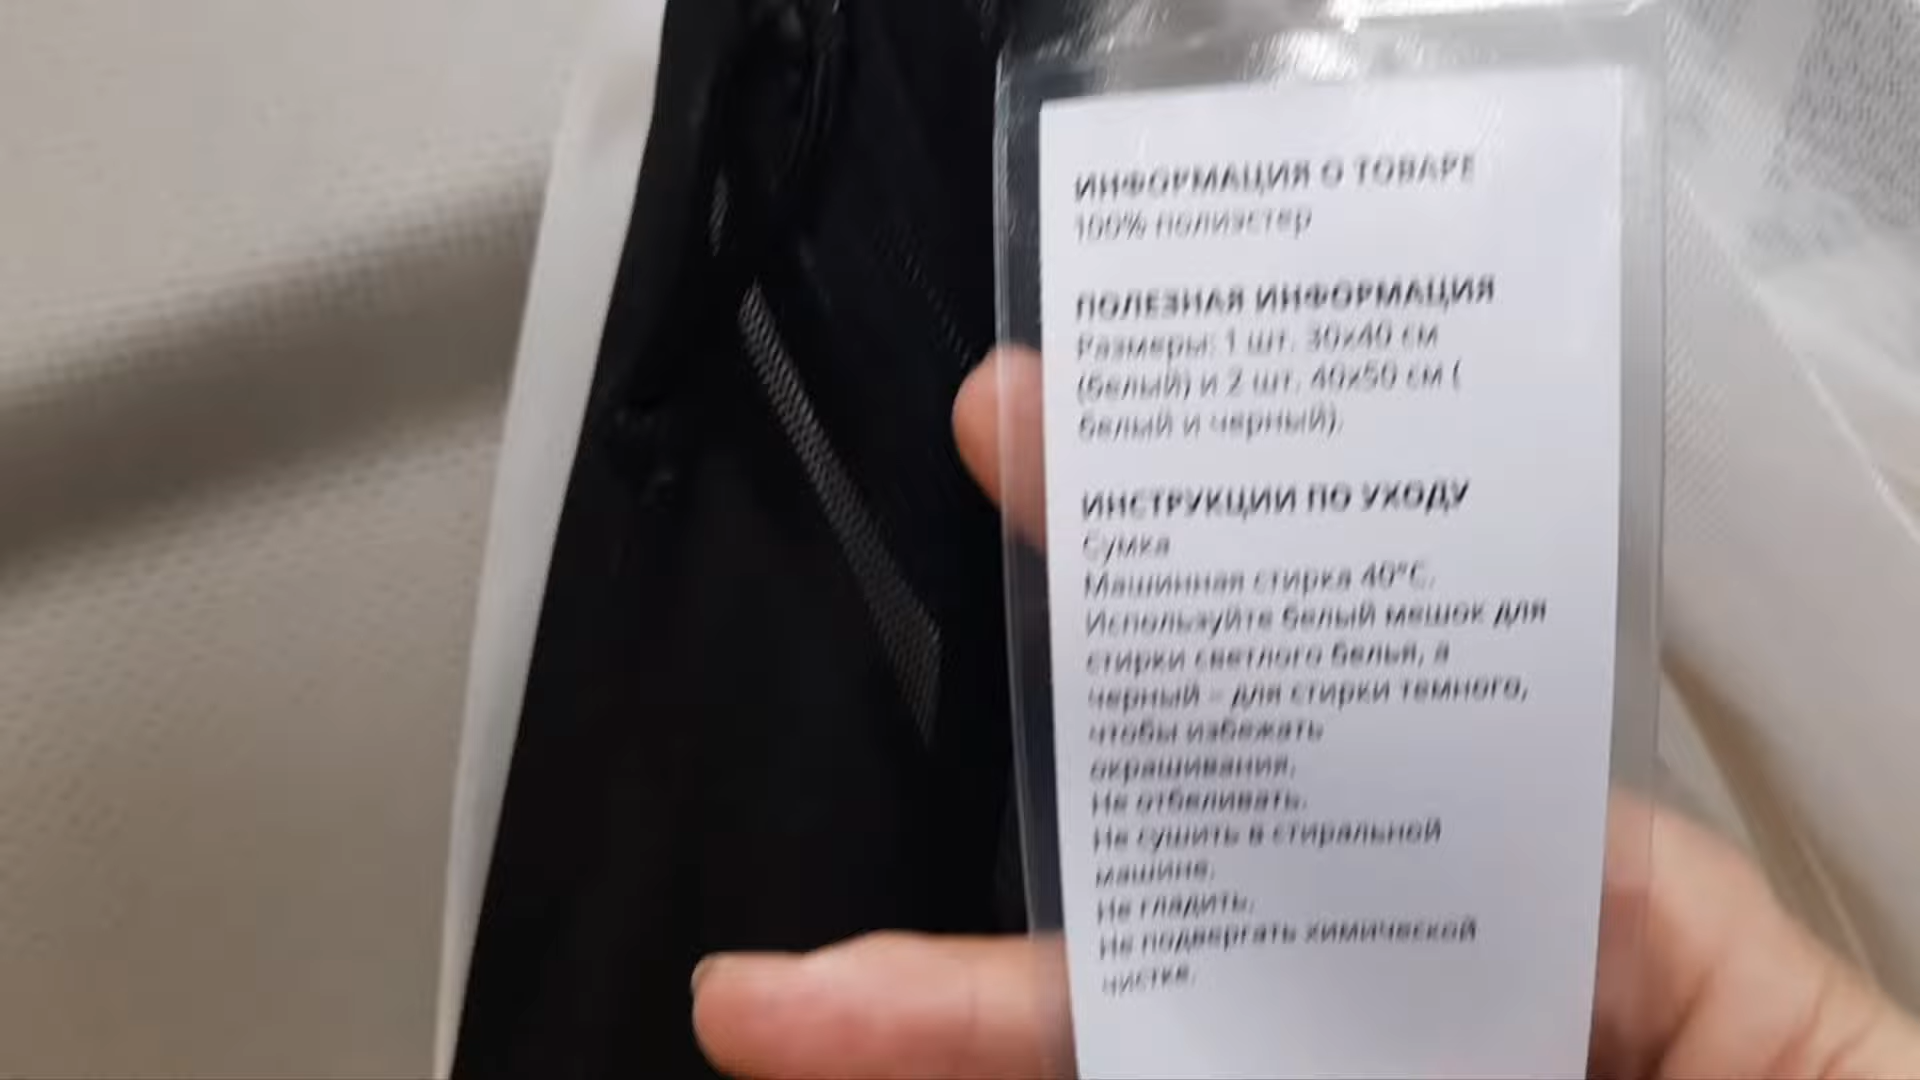 ИНФОРМАЦИЯ О ТОВАРЕ
100% полиэстер
ПОЛЕЗНАЯ ИНФОРМАЦИЯ
Размеры: 1 шт. 30x40 см
(белый) и 2 шт. 40x50 см (
белый и черный).
ИНСТРУКЦИИ ПО УХОДУ
Сумка
Машинная стирка 40°C.
Используйте белый мешок для
стирки светлого белья, а
черный – для стирки темного,
чтобы избежать
окрашивания.
Не отбеливать.
Не сушить в стиральной
машине.
Не гладить.
Не подвергать химической
чистке.